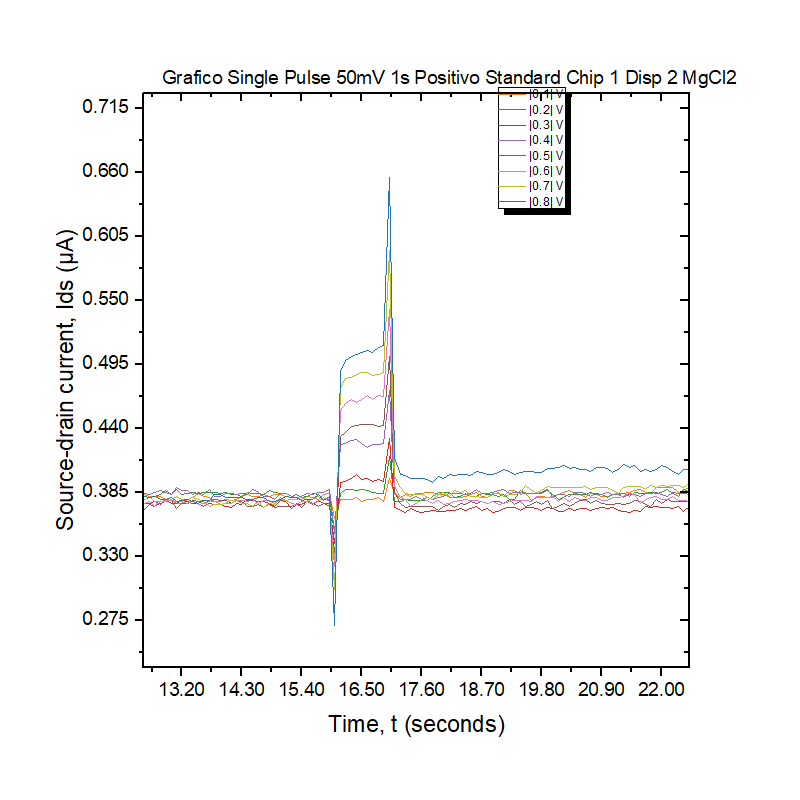 Grafico Single Pulse 50mV 1s Positivo Standard Chip 1 Disp 2 MgCl2
|0.1| V
|0.2| V
|0.3| V
|0.4| V
|0.5| V
|0.6| V
|0.7| V
|0.8| V
Source-drain current, Ids (µA)
0.715
0.660
0.605
0.550
0.495
0.440
0.385
0.330
0.275
13.20 14.30 15.40 16.50 17.60 18.70 19.80 20.90 22.00
Time, t (seconds)